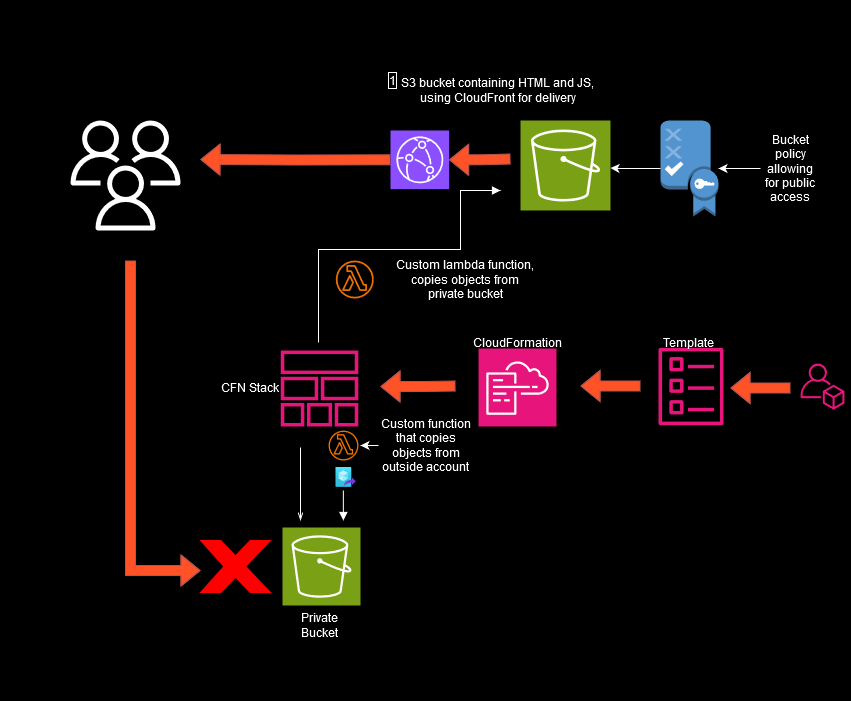 1 S3 bucket containing HTML and JS,
using CloudFront for delivery
Bucket
policy
allowing
for public
access
Custom lambda function,
copies objects from
private bucket
CloudFormation
Template
CFN Stack
Custom function
that copies
objects from
outside account
Private
Bucket